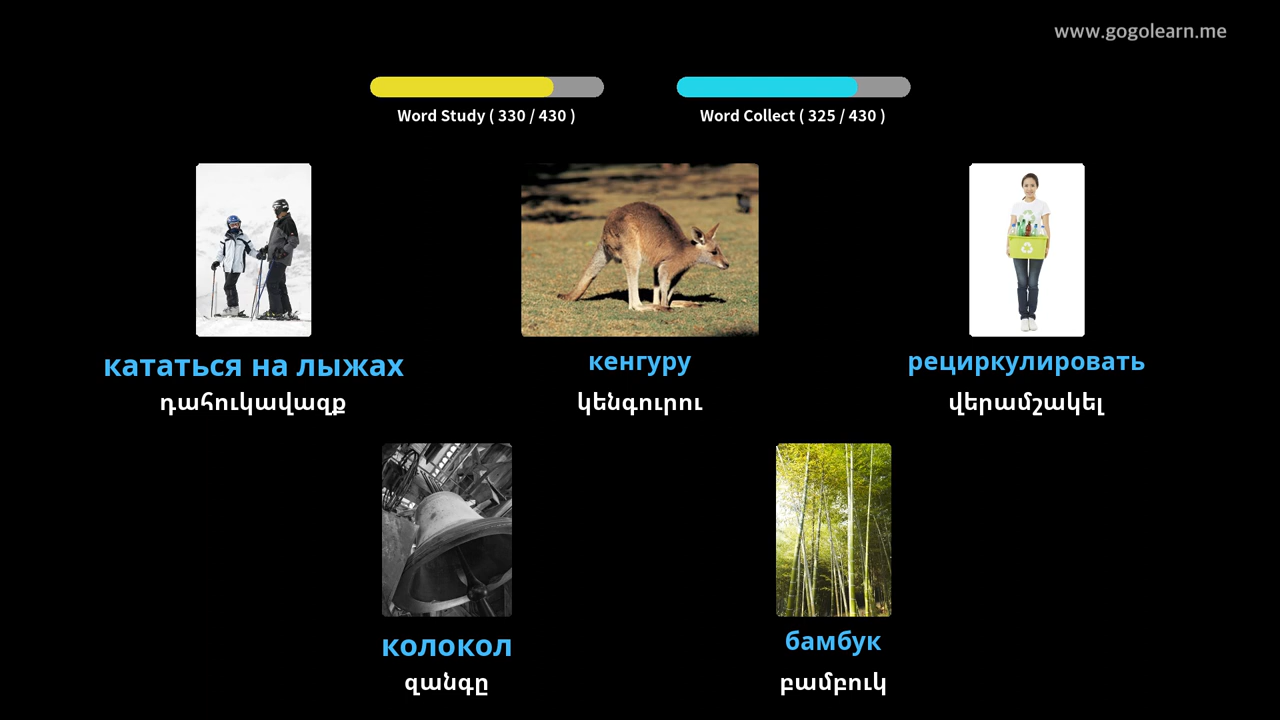 www.gogolearn.me
Word Study ( 330 / 430 )
Word Collect ( 325 / 430 )
кататься на лыжах
դահուկավազք
кенгуру
կենգուրու
рециркулировать
վերամշակել
колокол
զանգը
бамбук
բամբուկ